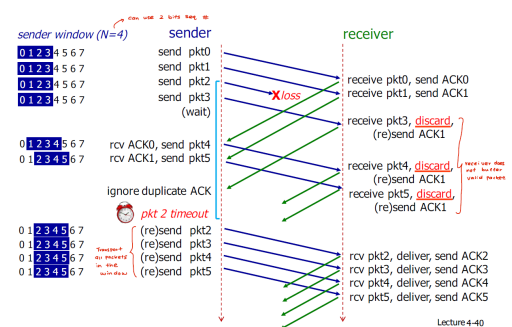 can use 2 bits seq #
sender window (N=4)
sender
receiver
0 1 2 3 4 5 6 7
send pkt0
0 1 2 3 4 5 6 7
send pkt1
0 1 2 3 4 5 6 7
send pkt2
0 1 2 3 4 5 6 7
send pkt3
(wait)
X loss
receive pkt0, send ACK0
receive pkt1, send ACK1
receive pkt3, discard,
(re)send ACK1
0 1 2 3 4 5 6 7
rcv ACK0, send pkt4
0 1 2 3 4 5 6 7
rcv ACK1, send pkt5
receive pkt4, discard,
(re)send ACK1
receive pkt5, discard,
(re)send ACK1
receiver does
not buffer
valid packets
ignore duplicate ACK
pkt 2 timeout
0 1 2 3 4 5 6 7
(re)send pkt2
0 1 2 3 4 5 6 7
(re)send pkt3
0 1 2 3 4 5 6 7
(re)send pkt4
0 1 2 3 4 5 6 7
(re)send pkt5
all packets
in the
window
rcv pkt2, deliver, send ACK2
rcv pkt3, deliver, send ACK3
rcv pkt4, deliver, send ACK4
rcv pkt5, deliver, send ACK5
Lecture 4-40